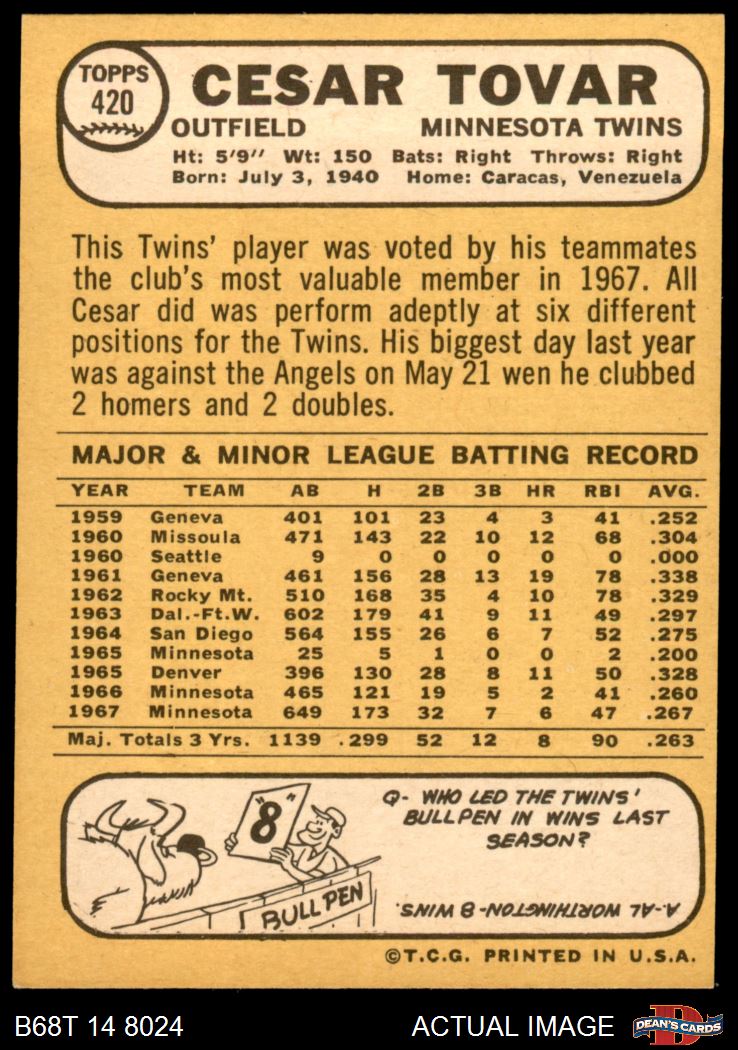 TOPPS
420
CESAR TOVAR
OUTFIELD MINNESOTA TWINS
Ht: 5'9" Wt: 150 Bats: Right Throws: Right
Born: July 3, 1940 Home: Caracas, Venezuela
This Twins' player was voted by his teammates
the club's most valuable member in 1967. All
Cesar did was perform adeptly at six different
positions for the Twins. His biggest day last year
was against the Angels on May 21 wen he clubbed
2 homers and 2 doubles.
MAJOR & MINOR LEAGUE BATTING RECORD
YEAR TEAM AB H 2B 3B HR RBI AVG.
1959 Geneva 401 101 23 4 3 41 .252
1960 Missoula 471 143 22 10 12 68 .304
1960 Seattle 9 0 0 0 0 0 .000
1961 Geneva 461 156 28 13 19 78 .338
1962 Rocky Mt. 510 168 35 4 10 78 .329
1963 Dal.-Ft.W. 602 179 41 9 11 49 .297
1964 San Diego 564 155 26 6 7 52 .275
1965 Minnesota 25 5 1 0 0 2 .200
1965 Denver 396 130 28 8 11 50 .328
1966 Minnesota 465 121 19 5 2 41 .260
1967 Minnesota 649 173 32 7 6 47 .267
Maj. Totals 3 Yrs. 1139 .299 52 12 8 90 .263
"8"
BULL PEN
Q- WHO LED THE TWINS'
BULLPEN IN WINS LAST
SEASON?
A-AL WORTHINGTON-8 WINS.
©T.C.G. PRINTED IN U.S.A.
B68T 14 8024 ACTUAL IMAGE
D
DEAN'S CARDS